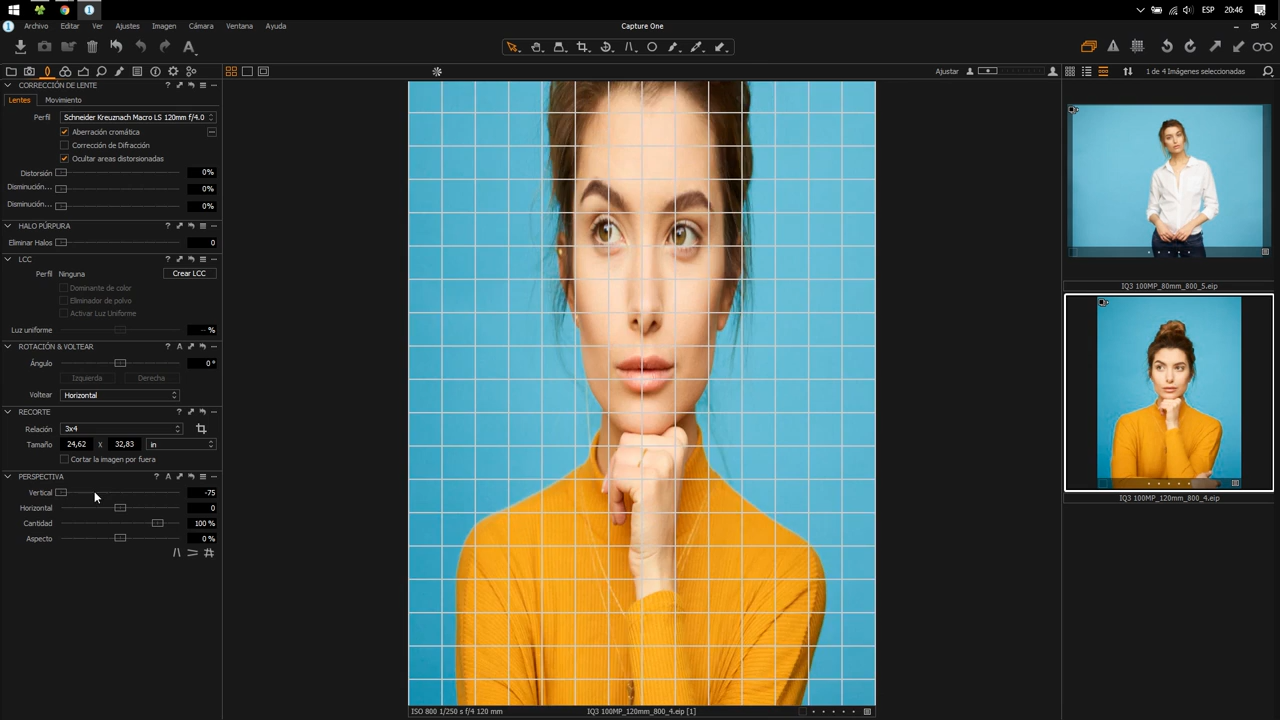 ESP 20:46
Archivo Editar Ver Ajustes Imagen Cámara Ventana Ayuda
Capture One
Ajustar
1 de 4 Imágenes seleccionadas
CORRECCIÓN DE LENTE
Lentes Movimiento
Perfil Schneider Kreuznach Macro LS 120mm f/4.0
Aberración cromática
Corrección de Difracción
Ocultar areas distorsionadas
Distorsión 0%
Disminución... 0%
Disminución... 0%
HALO PÚRPURA
Eliminar Halos 0
LCC
Perfil Ninguna Crear LCC
Dominante de color
Eliminador de polvo
Activar Luz Uniforme
Luz uniforme -- %
ROTACIÓN & VOLTEAR
Ángulo 0 °
Izquierda Derecha
Voltear Horizontal
RECORTE
Relación 3x4
Tamaño 24,62 X 32,83 in
Cortar la imagen por fuera
PERSPECTIVA
Vertical -75
Horizontal 0
Cantidad 100 %
Aspecto 0 %
ISO 800 1/250 s f/4 120 mm
IQ3 100MP_120mm_800_4.eip [1]
IQ3 100MP_80mm_800_5.eip
IQ3 100MP_120mm_800_4.eip